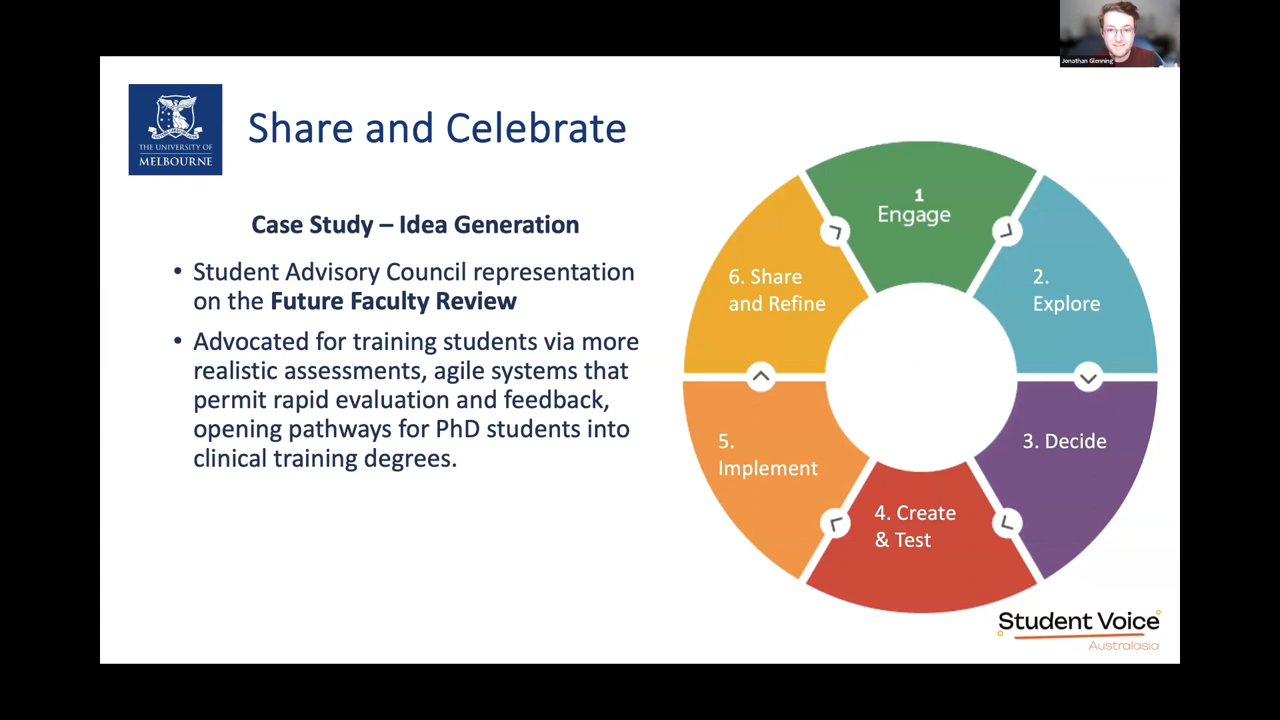 Jonathan Glenning
THE UNIVERSITY OF
MELBOURNE
Share and Celebrate
Case Study – Idea Generation
• Student Advisory Council representation
on the Future Faculty Review
• Advocated for training students via more
realistic assessments, agile systems that
permit rapid evaluation and feedback,
opening pathways for PhD students into
clinical training degrees.
1
Engage
2.
Explore
3. Decide
4. Create
& Test
5.
Implement
6. Share
and Refine
Student Voice
Australasia